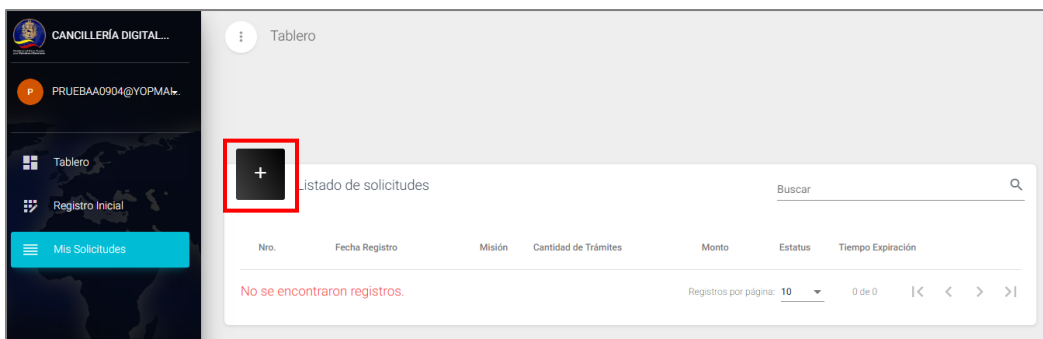 CANCILLERÍA DIGITAL...
P
PRUEBAA0904@YOPMAI...
Tablero
Registro Inicial
Mis Solicitudes
Tablero
+
Listado de solicitudes
Buscar
Nro. Fecha Registro Misión Cantidad de Trámites Monto Estatus Tiempo Expiración
No se encontraron registros.
Registros por página: 10 0 de 0